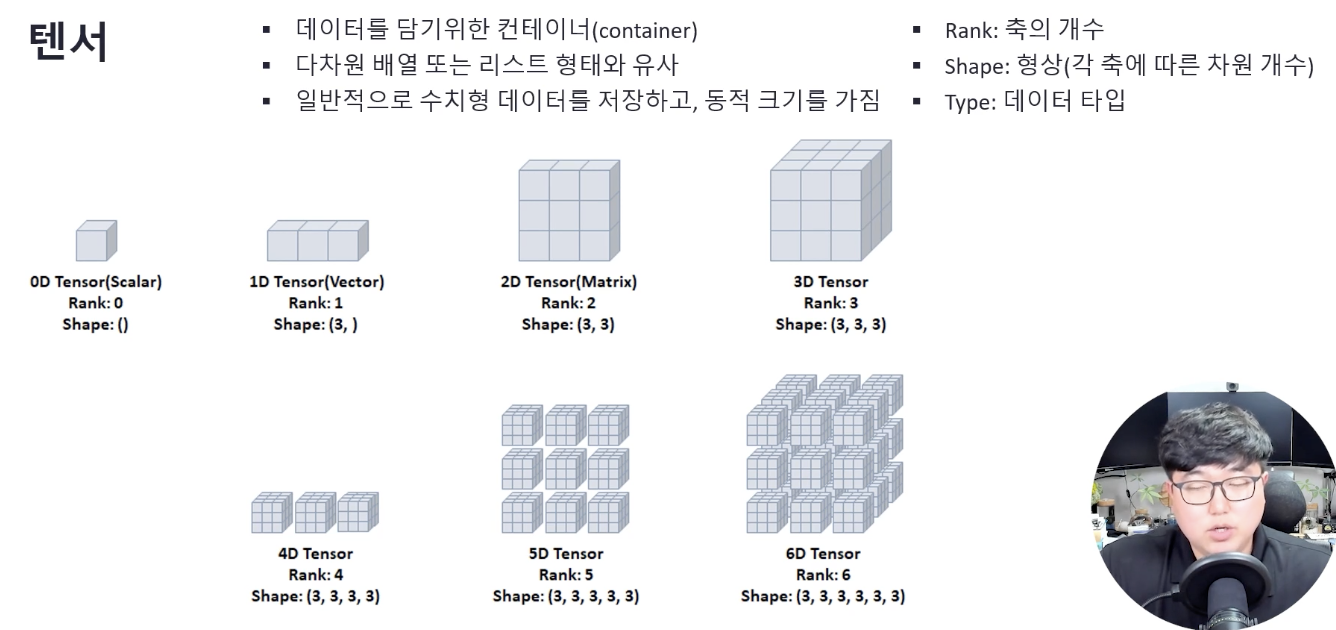 텐서
▪ 데이터를 담기위한 컨테이너(container)
▪ 다차원 배열 또는 리스트 형태와 유사
▪ 일반적으로 수치형 데이터를 저장하고, 동적 크기를 가짐
▪ Rank: 축의 개수
▪ Shape: 형상(각 축에 따른 차원 개수)
▪ Type: 데이터 타입
0D Tensor(Scalar)
Rank: 0
Shape: ()
1D Tensor(Vector)
Rank: 1
Shape: (3, )
2D Tensor(Matrix)
Rank: 2
Shape: (3, 3)
3D Tensor
Rank: 3
Shape: (3, 3, 3)
4D Tensor
Rank: 4
Shape: (3, 3, 3, 3)
5D Tensor
Rank: 5
Shape: (3, 3, 3, 3, 3)
6D Tensor
Rank: 6
Shape: (3, 3, 3, 3, 3, 3)